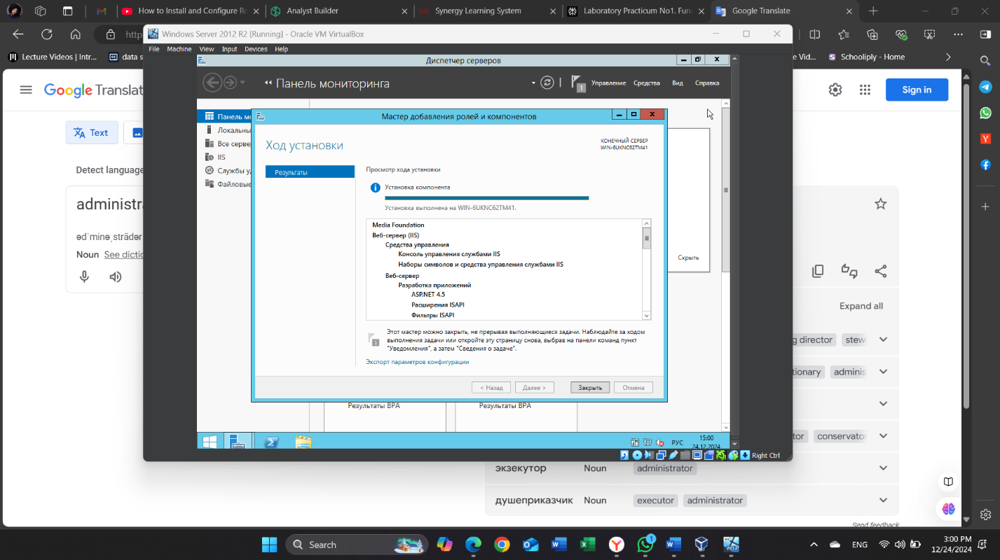 How to Install and Configure Re
Analyst Builder
Synergy Learning System
Laboratory Practicum No1. Fun
Google Translate
Windows Server 2012 R2 [Running] - Oracle VM VirtualBox
File Machine View Input Devices Help
Lecture Videos | Intr...
data s
e Vid...
Schooliply - Home
Диспетчер серверов
Панель мониторинга
1
Управление Средства Вид Справка
Google Translat
Sign in
Text
Detect language
administra
ədˈminəˌstrādər
Noun See dictio
Панель мо
Локальны
Все сервe
IIS
Службы уд
Файловые
Мастер добавления ролей и компонентов
Ход установки
КОНЕЧНЫЙ СЕРВЕР
WIN-6UKNC62TM41
Результаты
Просмотр хода установки
Установка компонента
Установка выполнена на WIN-6UKNC62TM41.
Media Foundation
Веб-сервер (IIS)
Средства управления
Консоль управления службами IIS
Наборы символов и средства управления службами IIS
Веб-сервер
Разработка приложений
ASP.NET 4.5
Расширения ISAPI
Фильтры ISAPI
Этот мастер можно закрыть, не прерывая выполняющиеся задачи. Наблюдайте за ходом
выполнения задачи или откройте эту страницу снова, выбрав на панели команд пункт
"Уведомления", а затем "Сведения о задаче".
Экспорт параметров конфигурации
< Назад Далее > Закрыть Отмена
Скрыть
Результаты BPA
Результаты BPA
РУС
15:00
24.12.2024
Right Ctrl
Expand all
g director stew
tionary adminis
tor conservator
экзекутор Noun administrator
душеприказчик Noun executor administrator
Send feedback
Search
ENG
3:00 PM
12/24/2024